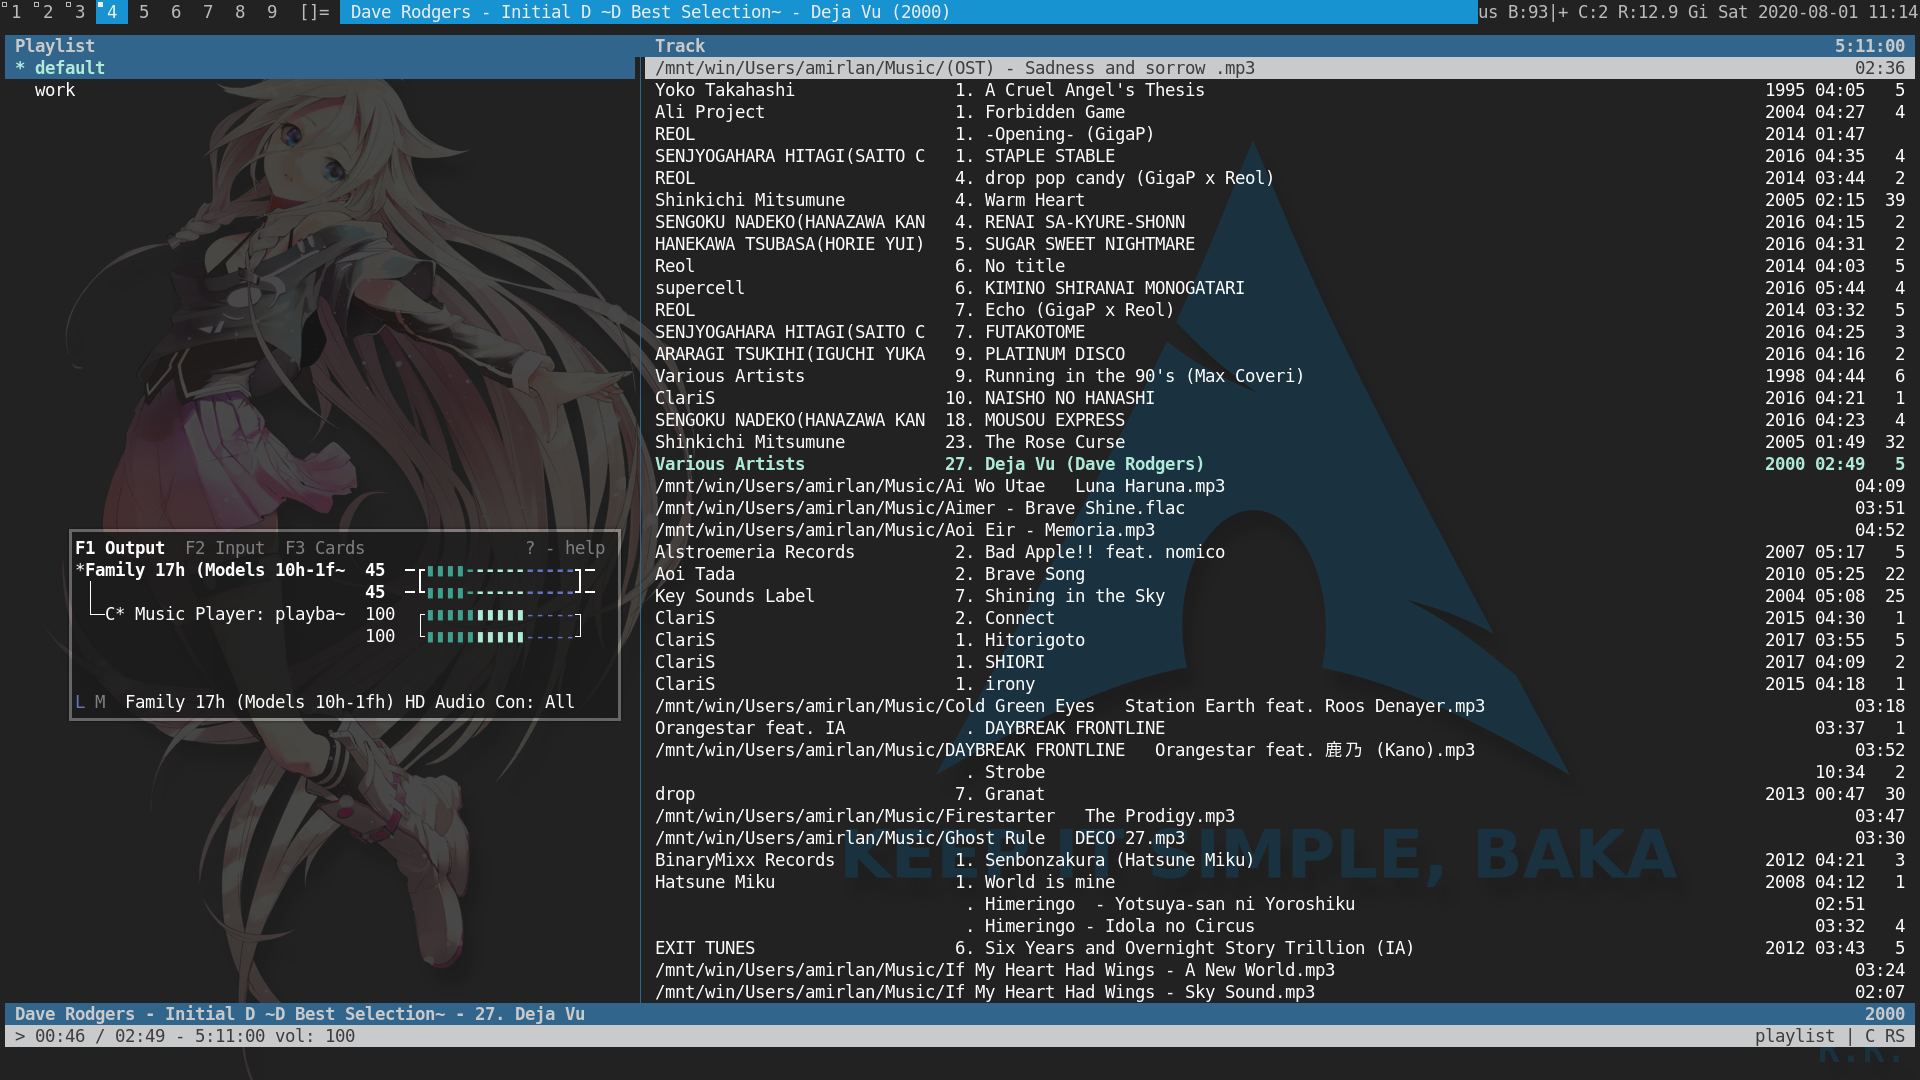 1 2 3 4 5 6 7 8 9 []= Dave Rodgers - Initial D ~D Best Selection~ - Deja Vu (2000) us B:93|+ C:2 R:12.9 Gi Sat 2020-08-01 11:14
Playlist
* default
work
Track 5:11:00
/mnt/win/Users/amirlan/Music/(OST) - Sadness and sorrow .mp3 02:36
Yoko Takahashi 1. A Cruel Angel's Thesis 1995 04:05 5
Ali Project 1. Forbidden Game 2004 04:27 4
REOL 1. -Opening- (GigaP) 2014 01:47
SENJYOGAHARA HITAGI(SAITO C 1. STAPLE STABLE 2016 04:35 4
REOL 4. drop pop candy (GigaP x Reol) 2014 03:44 2
Shinkichi Mitsumune 4. Warm Heart 2005 02:15 39
SENGOKU NADEKO(HANAZAWA KAN 4. RENAI SA-KYURE-SHONN 2016 04:15 2
HANEKAWA TSUBASA(HORIE YUI) 5. SUGAR SWEET NIGHTMARE 2016 04:31 2
Reol 6. No title 2014 04:03 5
supercell 6. KIMINO SHIRANAI MONOGATARI 2016 05:44 4
REOL 7. Echo (GigaP x Reol) 2014 03:32 5
SENJYOGAHARA HITAGI(SAITO C 7. FUTAKOTOME 2016 04:25 3
ARARAGI TSUKIHI(IGUCHI YUKA 9. PLATINUM DISCO 2016 04:16 2
Various Artists 9. Running in the 90's (Max Coveri) 1998 04:44 6
ClariS 10. NAISHO NO HANASHI 2016 04:21 1
SENGOKU NADEKO(HANAZAWA KAN 18. MOUSOU EXPRESS 2016 04:23 4
Shinkichi Mitsumune 23. The Rose Curse 2005 01:49 32
Various Artists 27. Deja Vu (Dave Rodgers) 2000 02:49 5
/mnt/win/Users/amirlan/Music/Ai Wo Utae   Luna Haruna.mp3 04:09
/mnt/win/Users/amirlan/Music/Aimer - Brave Shine.flac 03:51
/mnt/win/Users/amirlan/Music/Aoi Eir - Memoria.mp3 04:52
Alstroemeria Records 2. Bad Apple!! feat. nomico 2007 05:17 5
Aoi Tada 2. Brave Song 2010 05:25 22
Key Sounds Label 7. Shining in the Sky 2004 05:08 25
ClariS 2. Connect 2015 04:30 1
ClariS 1. Hitorigoto 2017 03:55 5
ClariS 1. SHIORI 2017 04:09 2
ClariS 1. irony 2015 04:18 1
/mnt/win/Users/amirlan/Music/Cold Green Eyes   Station Earth feat. Roos Denayer.mp3 03:18
Orangestar feat. IA . DAYBREAK FRONTLINE 03:37 1
/mnt/win/Users/amirlan/Music/DAYBREAK FRONTLINE   Orangestar feat. 鹿乃 (Kano).mp3 03:52
. Strobe 10:34 2
drop 7. Granat 2013 00:47 30
/mnt/win/Users/amirlan/Music/Firestarter   The Prodigy.mp3 03:47
/mnt/win/Users/amirlan/Music/Ghost Rule   DECO 27.mp3 03:30
BinaryMixx Records 1. Senbonzakura (Hatsune Miku) 2012 04:21 3
Hatsune Miku 1. World is mine 2008 04:12 1
. Himeringo  - Yotsuya-san ni Yoroshiku 02:51
. Himeringo - Idola no Circus 03:32 4
EXIT TUNES 6. Six Years and Overnight Story Trillion (IA) 2012 03:43 5
/mnt/win/Users/amirlan/Music/If My Heart Had Wings - A New World.mp3 03:24
/mnt/win/Users/amirlan/Music/If My Heart Had Wings - Sky Sound.mp3 02:07
KEEP IT SIMPLE, BAKA
F1 Output F2 Input F3 Cards ? - help
*Family 17h (Models 10h-1f~ 45
45
C* Music Player: playba~ 100
100
L M Family 17h (Models 10h-1fh) HD Audio Con: All
Dave Rodgers - Initial D ~D Best Selection~ - 27. Deja Vu 2000
> 00:46 / 02:49 - 5:11:00 vol: 100 playlist | C RS